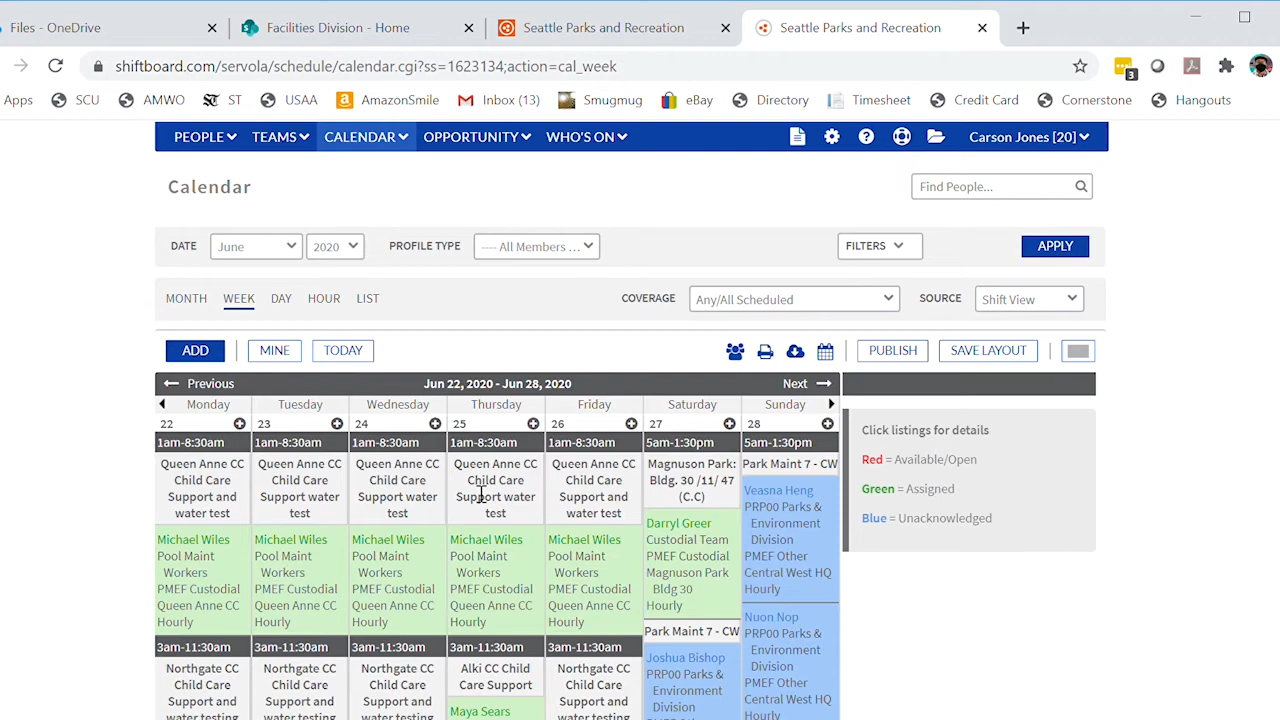 Files - OneDrive
Facilities Division - Home
Seattle Parks and Recreation
Seattle Parks and Recreation
shiftboard.com/servola/schedule/calendar.cgi?ss=1623134;action=cal_week
3
Apps SCU AMWO ST ST USAA AmazonSmile Inbox (13) Smugmug eBay Directory Timesheet Credit Card Cornerstone Hangouts
PEOPLE TEAMS CALENDAR OPPORTUNITY WHO'S ON Carson Jones [20]
Calendar
Find People...
DATE June 2020 PROFILE TYPE ---- All Members ... FILTERS APPLY
MONTH WEEK DAY HOUR LIST COVERAGE Any/All Scheduled SOURCE Shift View
ADD MINE TODAY PUBLISH SAVE LAYOUT
Previous Jun 22, 2020 - Jun 28, 2020 Next
Monday Tuesday Wednesday Thursday Friday Saturday Sunday
22 23 24 25 26 27 28
1am-8:30am 1am-8:30am 1am-8:30am 1am-8:30am 1am-8:30am 5am-1:30pm 5am-1:30pm
Queen Anne CC
Child Care
Support and
water test
Michael Wiles
Pool Maint
Workers
PMEF Custodial
Queen Anne CC
Hourly
3am-11:30am
Northgate CC
Child Care
Support and
water testing
Queen Anne CC
Child Care
Support water
test
Michael Wiles
Pool Maint
Workers
PMEF Custodial
Queen Anne CC
Hourly
3am-11:30am
Northgate CC
Child Care
Support and
water testing
Queen Anne CC
Child Care
Support water
test
Michael Wiles
Pool Maint
Workers
PMEF Custodial
Queen Anne CC
Hourly
3am-11:30am
Northgate CC
Child Care
Support and
water testing
Queen Anne CC
Child Care
Support water
test
Michael Wiles
Pool Maint
Workers
PMEF Custodial
Queen Anne CC
Hourly
3am-11:30am
Alki CC Child
Care Support
Maya Sears
Queen Anne CC
Child Care
Support and
water test
Michael Wiles
Pool Maint
Workers
PMEF Custodial
Queen Anne CC
Hourly
3am-11:30am
Northgate CC
Child Care
Support and
water testing
Magnuson Park:
Bldg. 30 /11/ 47
(C.C)
Darryl Greer
Custodial Team
PMEF Custodial
Magnuson Park
Bldg 30
Hourly
Park Maint 7 - CW
Joshua Bishop
PRP00 Parks &
Environment
Division
Park Maint 7 - CW
Veasna Heng
PRP00 Parks &
Environment
Division
PMEF Other
Central West HQ
Hourly
Nuon Nop
PRP00 Parks &
Environment
Division
PMEF Other
Central West HQ
Hourly
Click listings for details
Red = Available/Open
Green = Assigned
Blue = Unacknowledged